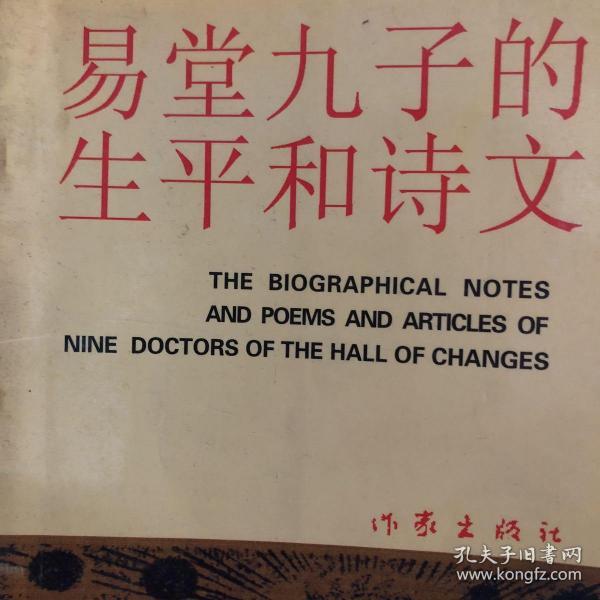 易堂九子的
生平和诗文
THE BIOGRAPHICAL NOTES
AND POEMS AND ARTICLES OF
NINE DOCTORS OF THE HALL OF CHANGES
作家出版社
孔夫子旧书网
www.kongfz.com